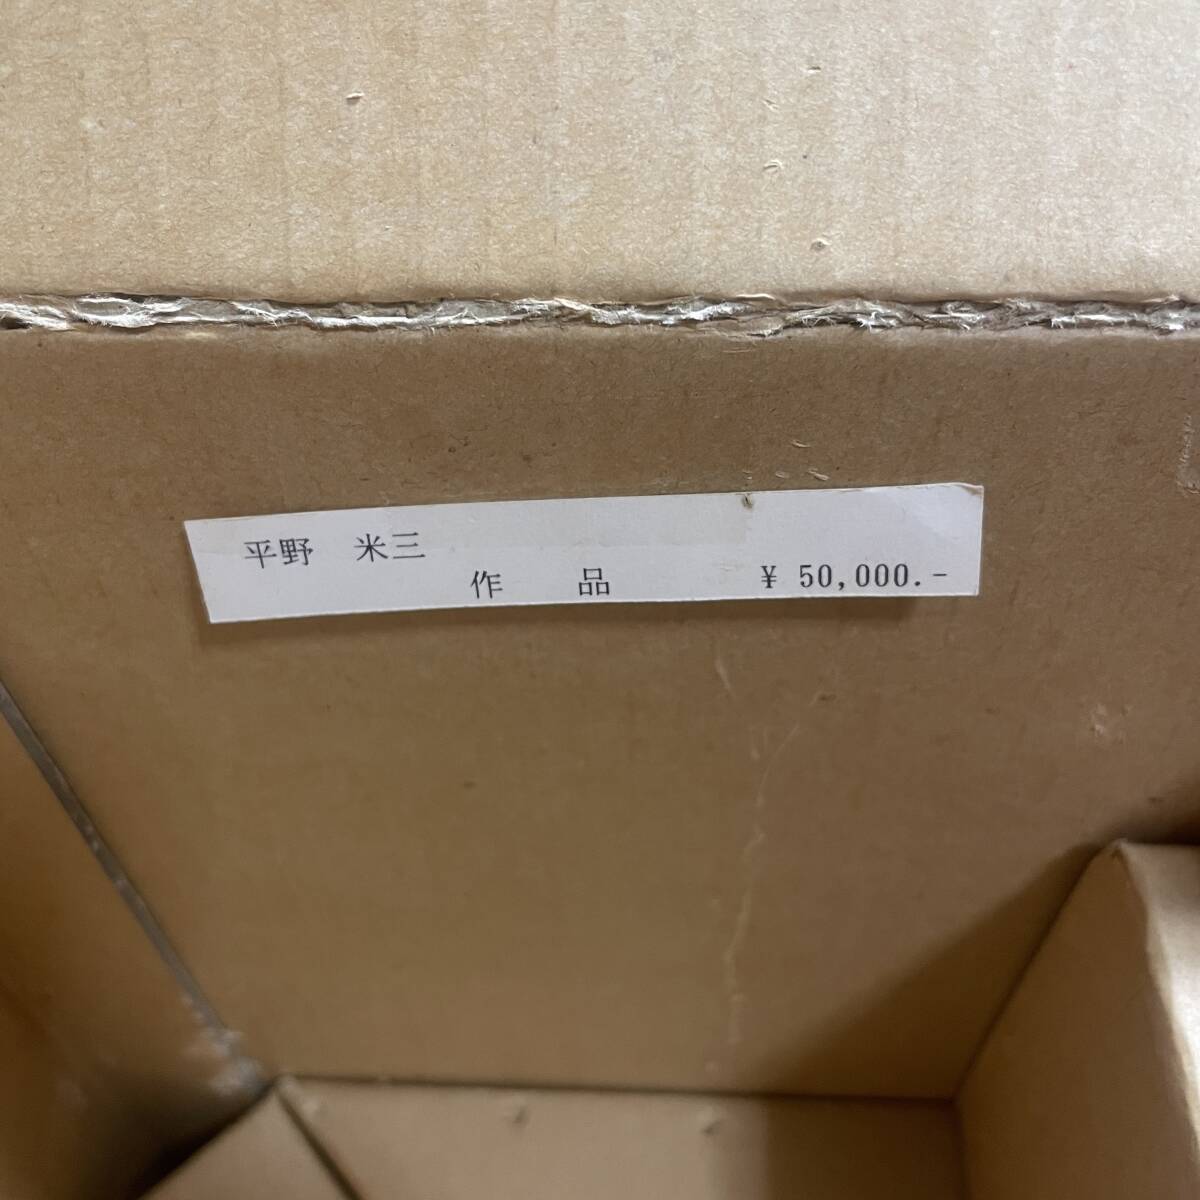 平野　米三
作　　品　　　　¥ 50,000.-